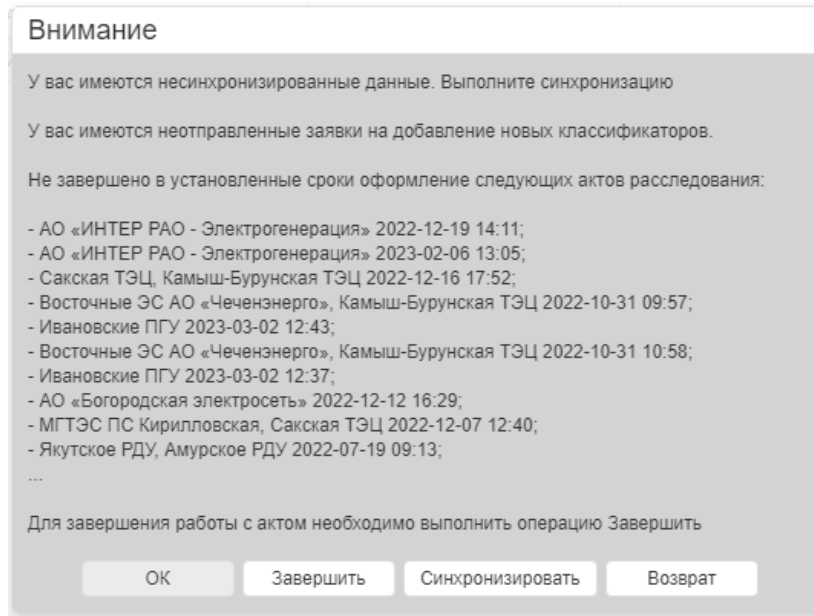 Внимание
У вас имеются несинхронизированные данные. Выполните синхронизацию
У вас имеются неотправленные заявки на добавление новых классификаторов.
Не завершено в установленные сроки оформление следующих актов расследования:
- АО «ИНТЕР РАО - Электрогенерация» 2022-12-19 14:11;
- АО «ИНТЕР РАО - Электрогенерация» 2023-02-06 13:05;
- Сакская ТЭЦ, Камыш-Бурунская ТЭЦ 2022-12-16 17:52;
- Восточные ЭС АО «Чеченэнерго», Камыш-Бурунская ТЭЦ 2022-10-31 09:57;
- Ивановские ПГУ 2023-03-02 12:43;
- Восточные ЭС АО «Чеченэнерго», Камыш-Бурунская ТЭЦ 2022-10-31 10:58;
- Ивановские ПГУ 2023-03-02 12:37;
- АО «Богородская электросеть» 2022-12-12 16:29;
- МГТЭС ПС Кирилловская, Сакская ТЭЦ 2022-12-07 12:40;
- Якутское РДУ, Амурское РДУ 2022-07-19 09:13;
...
Для завершения работы с актом необходимо выполнить операцию Завершить
ОК Завершить Синхронизировать Возврат